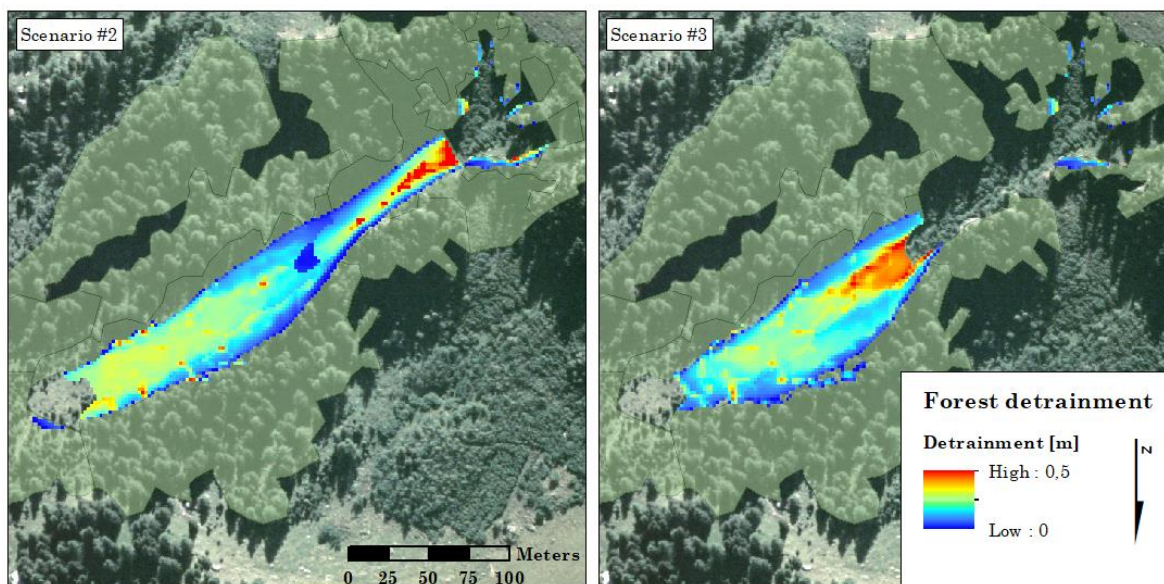 Scenario #2
Scenario #3
Forest detrainment
Detrainment [m]
High : 0,5
Low : 0
N
Meters
0 25 50 75 100